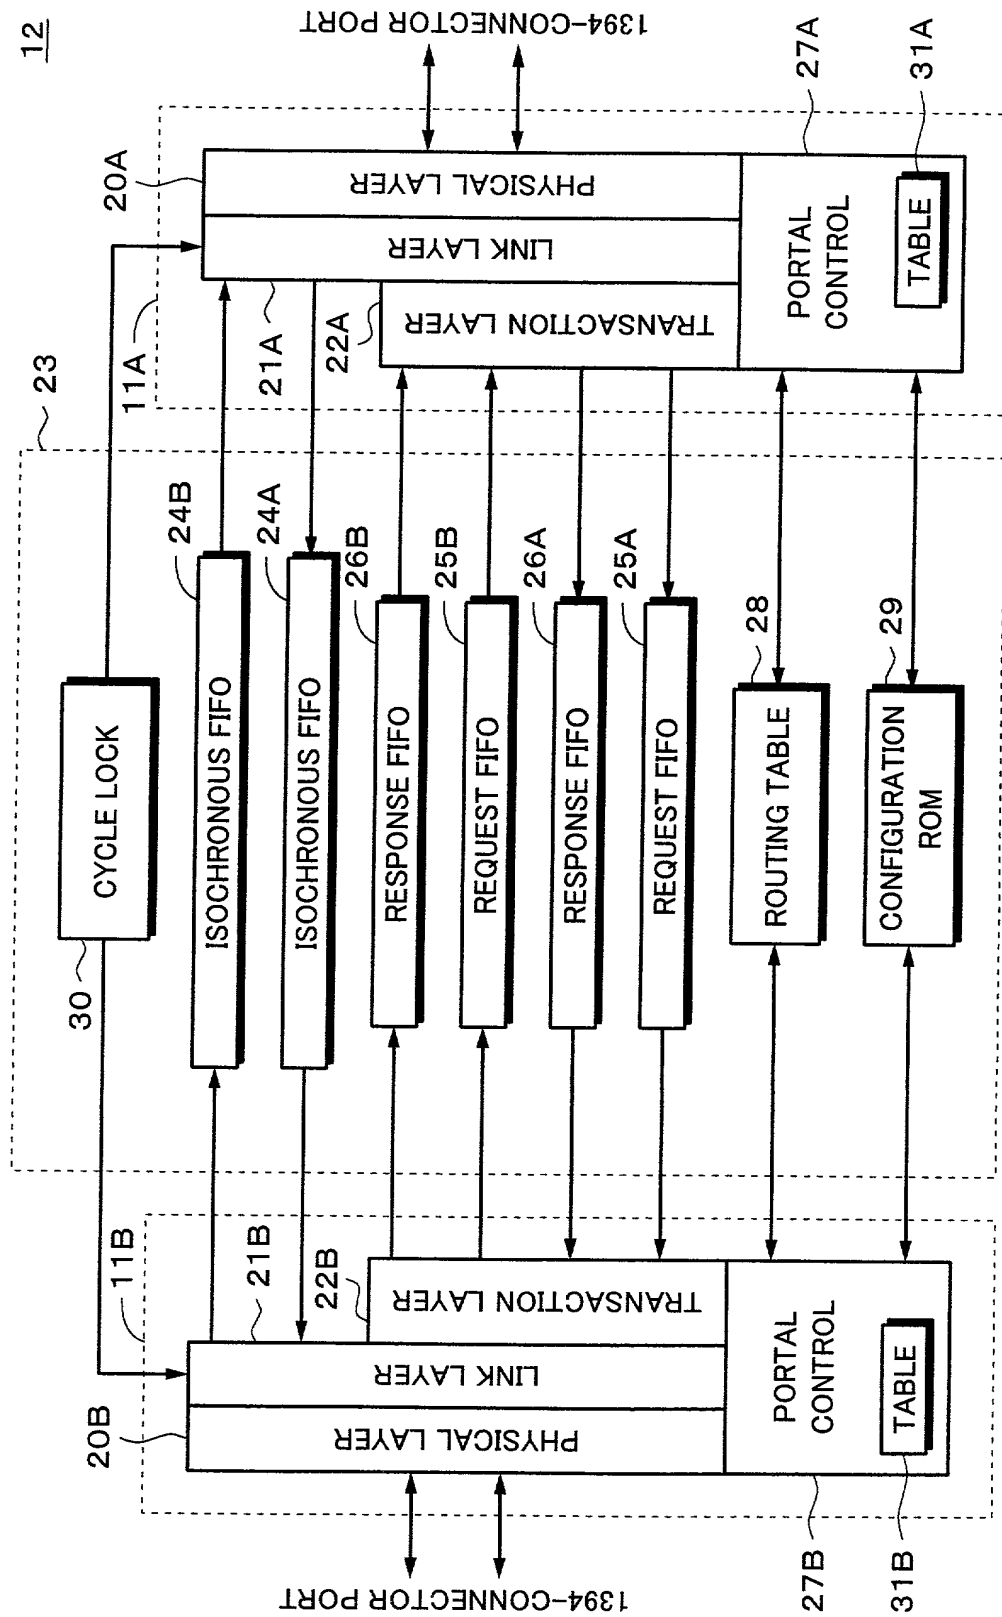 12
1394-CONNECTOR PORT
20B
11B
23
11A
20A
1394-CONNECTOR PORT
30
CYCLE LOCK
PHYSICAL LAYER
LINK LAYER
21B
22B
TRANSACTION LAYER
ISOCHRONOUS FIFO
24B
ISOCHRONOUS FIFO
24A
RESPONSE FIFO
26B
REQUEST FIFO
25B
RESPONSE FIFO
26A
REQUEST FIFO
25A
21A
22A
TRANSACTION LAYER
LINK LAYER
PHYSICAL LAYER
PORTAL
CONTROL
TABLE
27B
31B
ROUTING TABLE
28
CONFIGURATION
ROM
29
PORTAL
CONTROL
TABLE
27A
31A